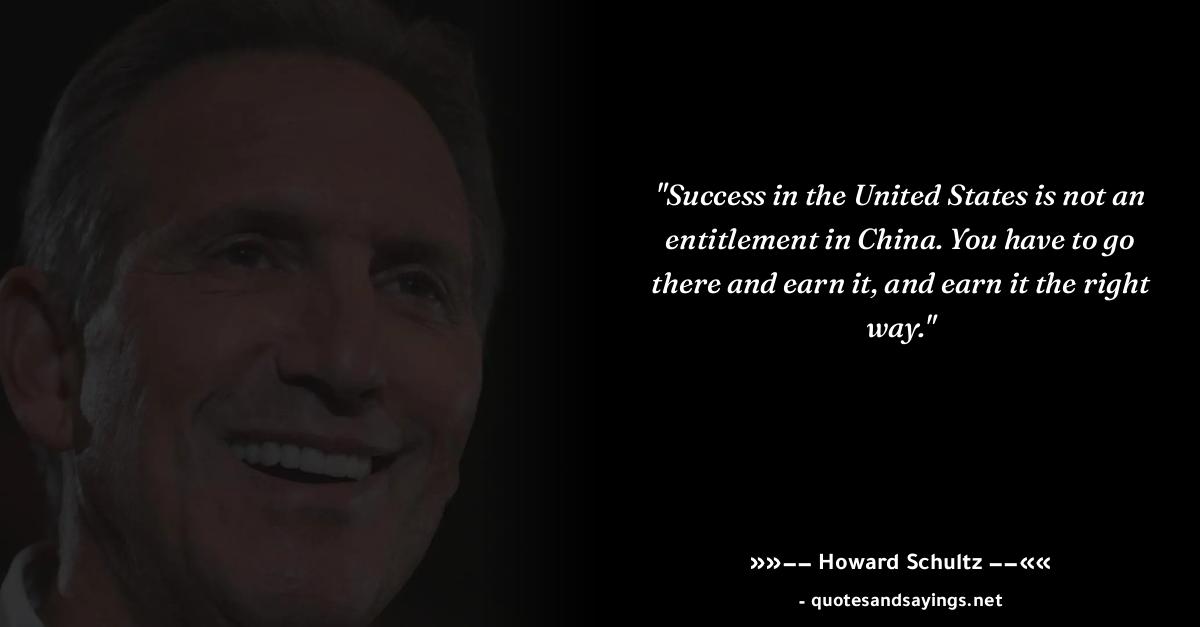 "Success in the United States is not an
entitlement in China. You have to go
there and earn it, and earn it the right
way."
»»−− Howard Schultz −−««
- quotesandsayings.net